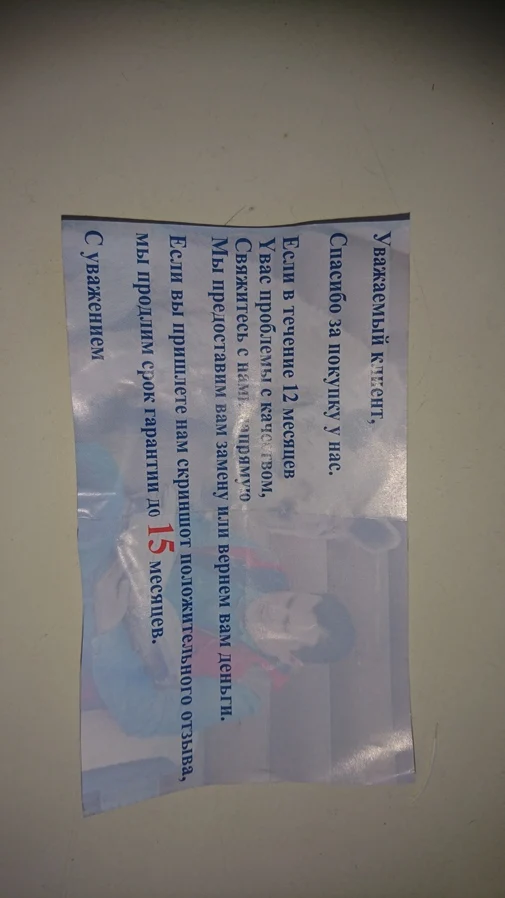 Уважаемый клиент,
Спасибо за покупку у нас.
Если в течение 12 месяцев
Yвас проблемы с качеством,
Свяжитесь с нами напрямую
Мы предоставим вам замену или вернем вам деньги.
Если вы пришлете нам скриншот положительного отзыва,
мы продлим срок гарантии до 15 месяцев.
С уважением